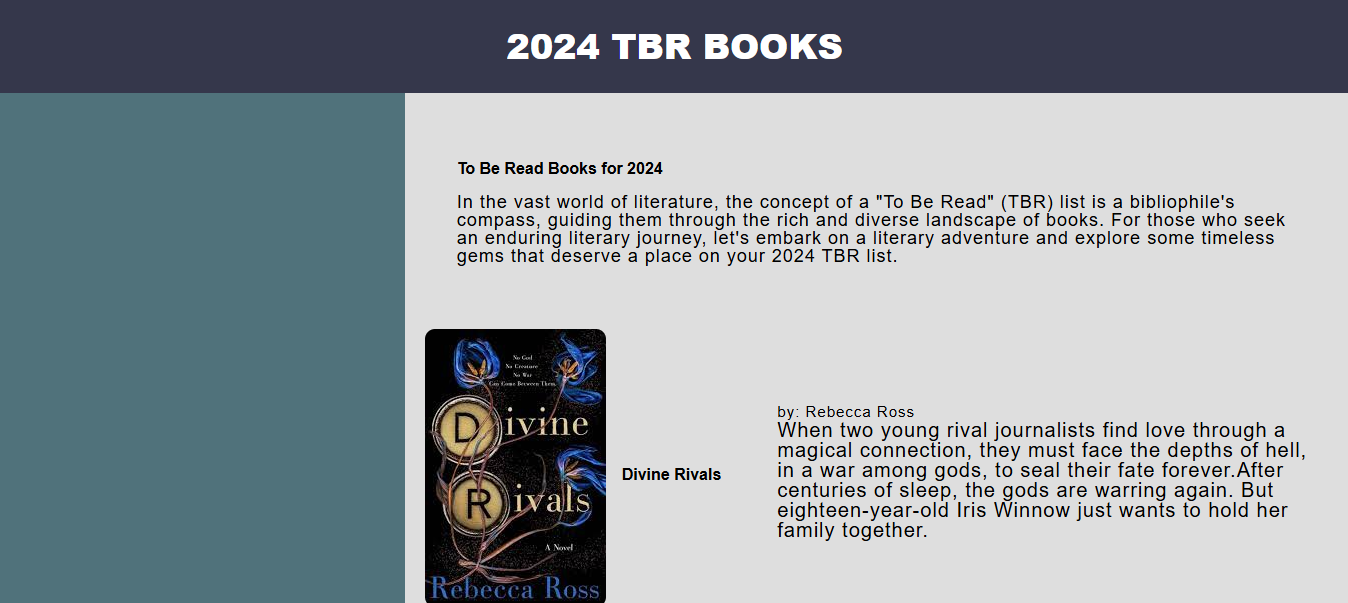 2024 TBR BOOKS
To Be Read Books for 2024
In the vast world of literature, the concept of a "To Be Read" (TBR) list is a bibliophile's
compass, guiding them through the rich and diverse landscape of books. For those who seek
an enduring literary journey, let's embark on a literary adventure and explore some timeless
gems that deserve a place on your 2024 TBR list.
No God
No Creature
No War
Can Come Between Them.
Divine
Rivals
A Novel
Rebecca Ross
Divine Rivals
by: Rebecca Ross
When two young rival journalists find love through a
magical connection, they must face the depths of hell,
in a war among gods, to seal their fate forever.After
centuries of sleep, the gods are warring again. But
eighteen-year-old Iris Winnow just wants to hold her
family together.